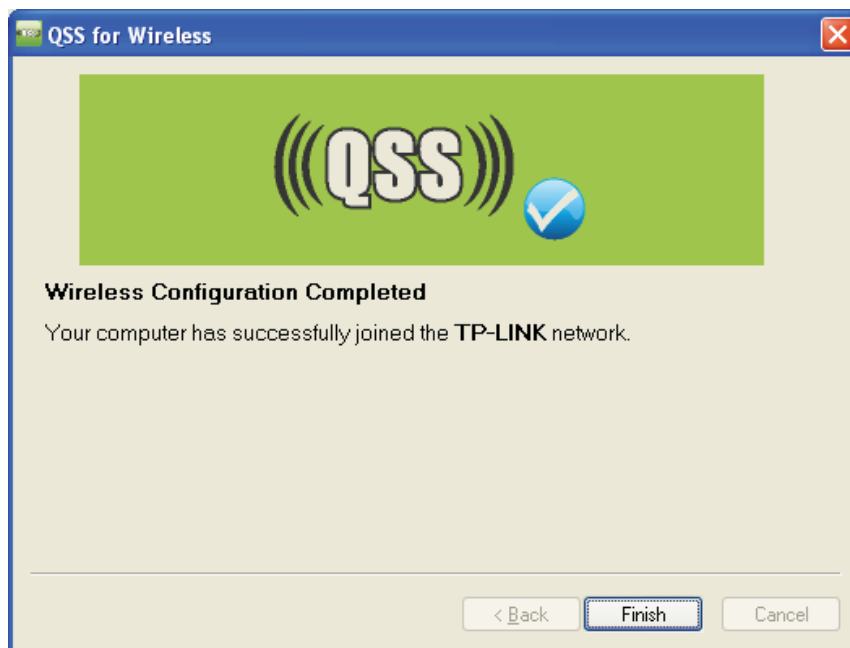 QSS for Wireless
(((QSS)))
Wireless Configuration Completed
Your computer has successfully joined the TP-LINK network.
< Back Finish Cancel